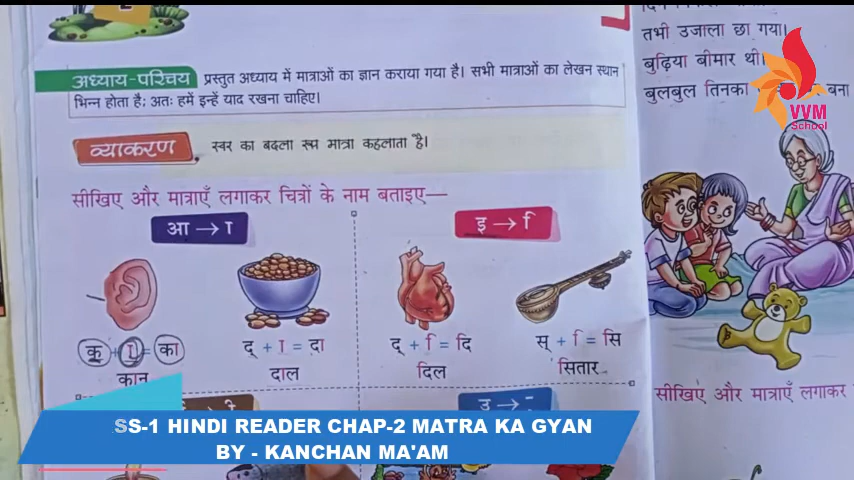 अध्याय-परिचय प्रस्तुत अध्याय में मात्राओं का ज्ञान कराया गया है। सभी मात्राओं का लेखन स्थान
भिन्न होता है; अतः हमें इन्हें याद रखना चाहिए।
व्याकरण स्वर का बदला रूप मात्रा कहलाता है।
सीखिए और मात्राएँ लगाकर चित्रों के नाम बताइए—
आ → ा
इ → ि
क् + ा = का
द् + ा = दा
द् + ि = दि
स् + ि = सि
कान
दाल
दिल
सितार
उ → ु
तभी उजाला छा गया।
बुढ़िया बीमार थी।
बुलबुल तिनका
बना
सीखिए और मात्राएँ लगाकर
VVM
School
SS-1 HINDI READER CHAP-2 MATRA KA GYAN
BY - KANCHAN MA'AM